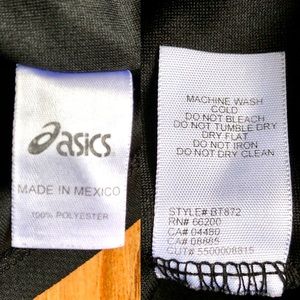 asics
MADE IN MEXICO
100% POLYESTER
MACHINE WASH
COLD
DO NOT BLEACH
DO NOT TUMBLE DRY
DRY FLAT
DO NOT IRON
DO NOT DRY CLEAN
STYLE# BT872
RN# 66200
CA# 04480
CA# 08885
CUT# 5500008815